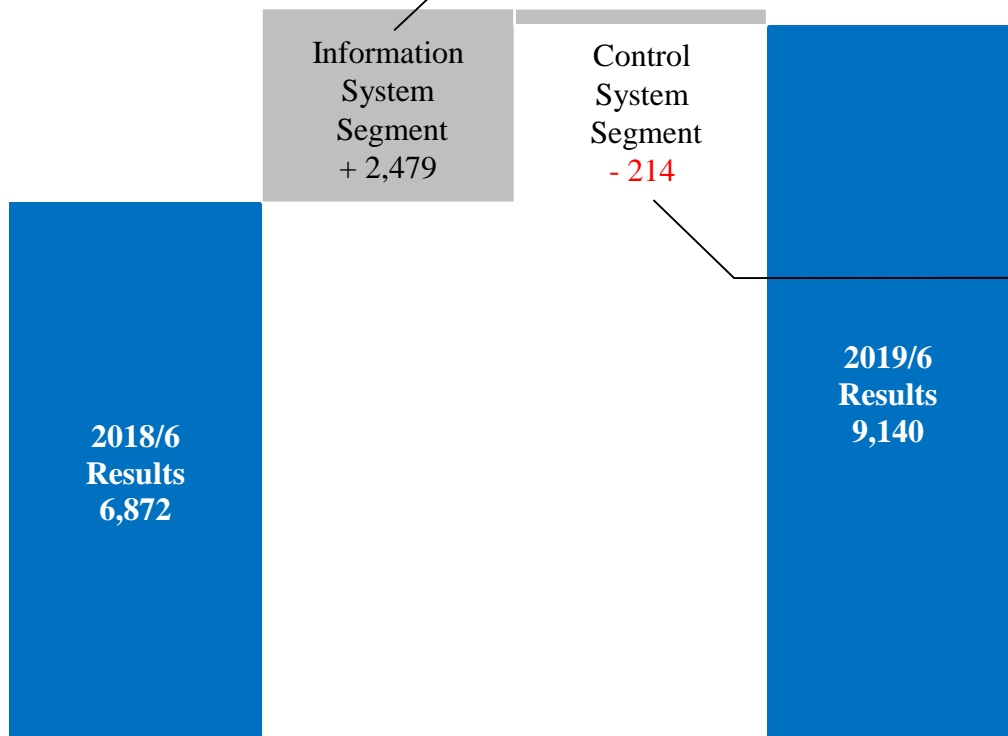 Information
System
Segment
+ 2,479
Control
System
Segment
- 214
2018/6
Results
6,872
2019/6
Results
9,140